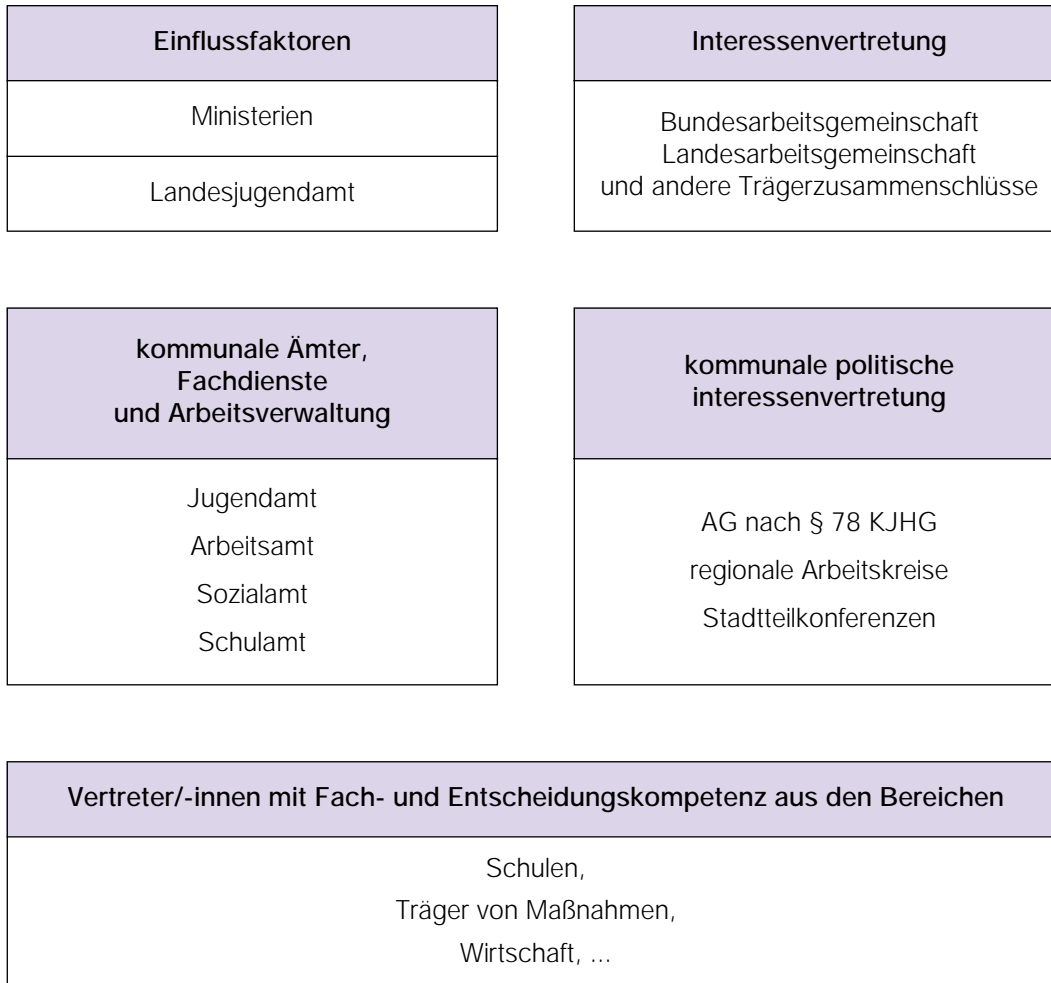 Einflussfaktoren
Ministerien
Landesjugendamt
Interessenvertretung
Bundesarbeitsgemeinschaft
Landesarbeitsgemeinschaft
und andere Trägerzusammenschlüsse
kommunale Ämter,
Fachdienste
und Arbeitsverwaltung
Jugendamt
Arbeitsamt
Sozialamt
Schulamt
kommunale politische
interessenvertretung
AG nach § 78 KJHG
regionale Arbeitskreise
Stadtteilkonferenzen
Vertreter/-innen mit Fach- und Entscheidungskompetenz aus den Bereichen
Schulen,
Träger von Maßnahmen,
Wirtschaft, ...